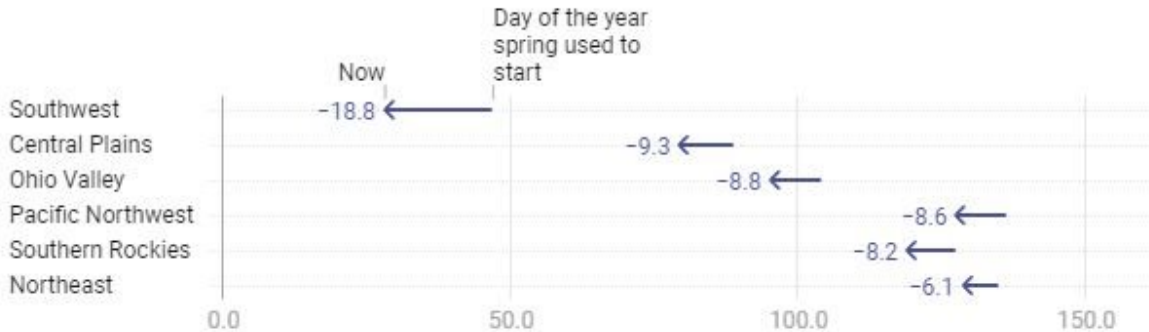 Day of the year
spring used to
Now start
Southwest −18.8
Central Plains −9.3
Ohio Valley −8.8
Pacific Northwest −8.6
Southern Rockies −8.2
Northeast −6.1
0.0 50.0 100.0 150.0